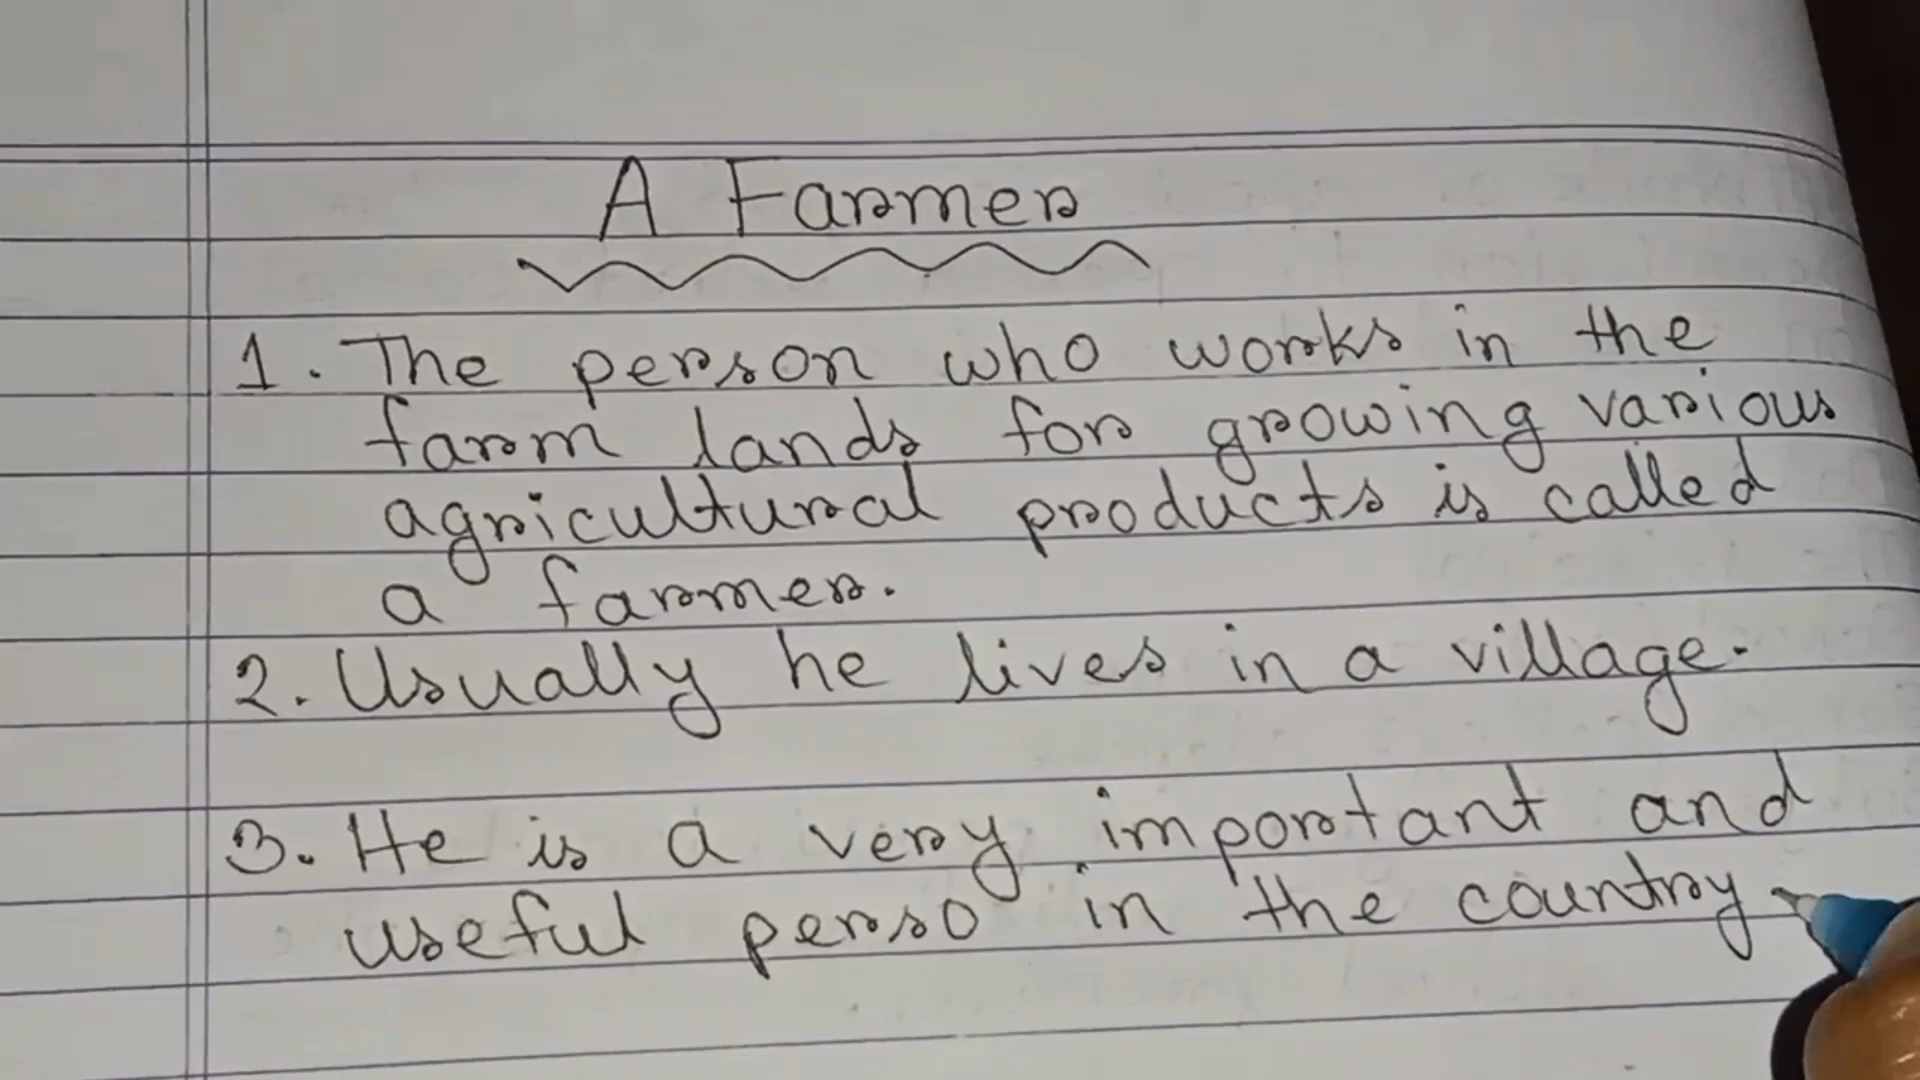 A Farmer
1. The person who works in the
farm lands for growing various
agricultural products is called
a farmer.
2. Usually he lives in a village.
3. He is a very important and
useful perso in the country